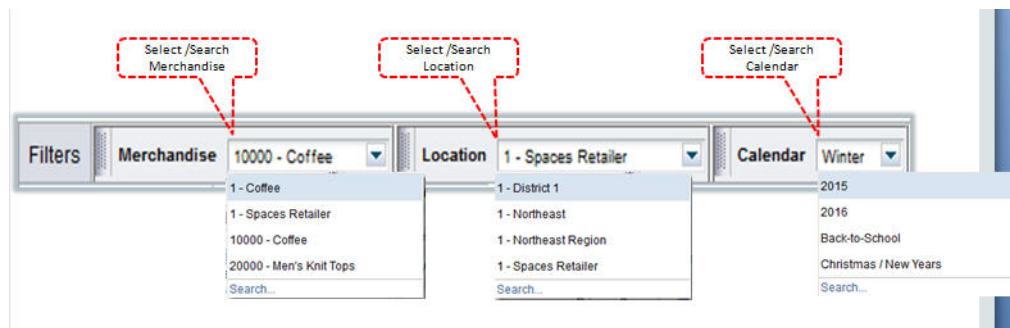 Select /Search
Merchandise
Select /Search
Location
Select /Search
Calendar
Filters
Merchandise
10000 - Coffee
Location
1 - Spaces Retailer
Calendar
Winter
1 - Coffee
1 - Spaces Retailer
10000 - Coffee
20000 - Men's Knit Tops
Search...
1 - District 1
1 - Northeast
1 - Northeast Region
1 - Spaces Retailer
Search...
2015
2016
Back-to-School
Christmas / New Years
Search...